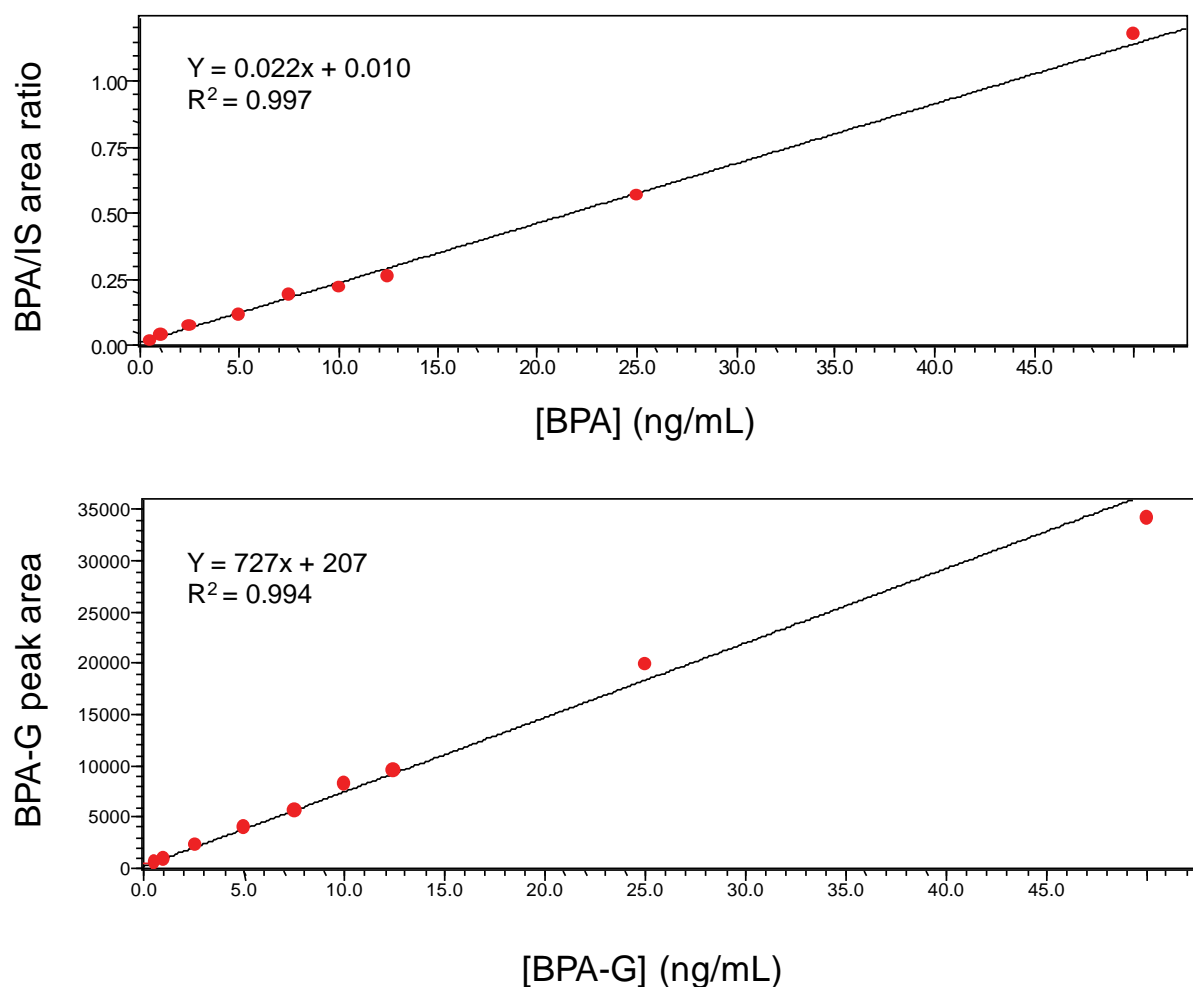 Y = 0.022x + 0.010
R² = 0.997
BPA/IS area ratio
1.00
0.75
0.50
0.25
0.00
0.0 5.0 10.0 15.0 20.0 25.0 30.0 35.0 40.0 45.0
[BPA] (ng/mL)
Y = 727x + 207
R² = 0.994
BPA-G peak area
35000
30000
25000
20000
15000
10000
5000
0
0.0 5.0 10.0 15.0 20.0 25.0 30.0 35.0 40.0 45.0
[BPA-G] (ng/mL)